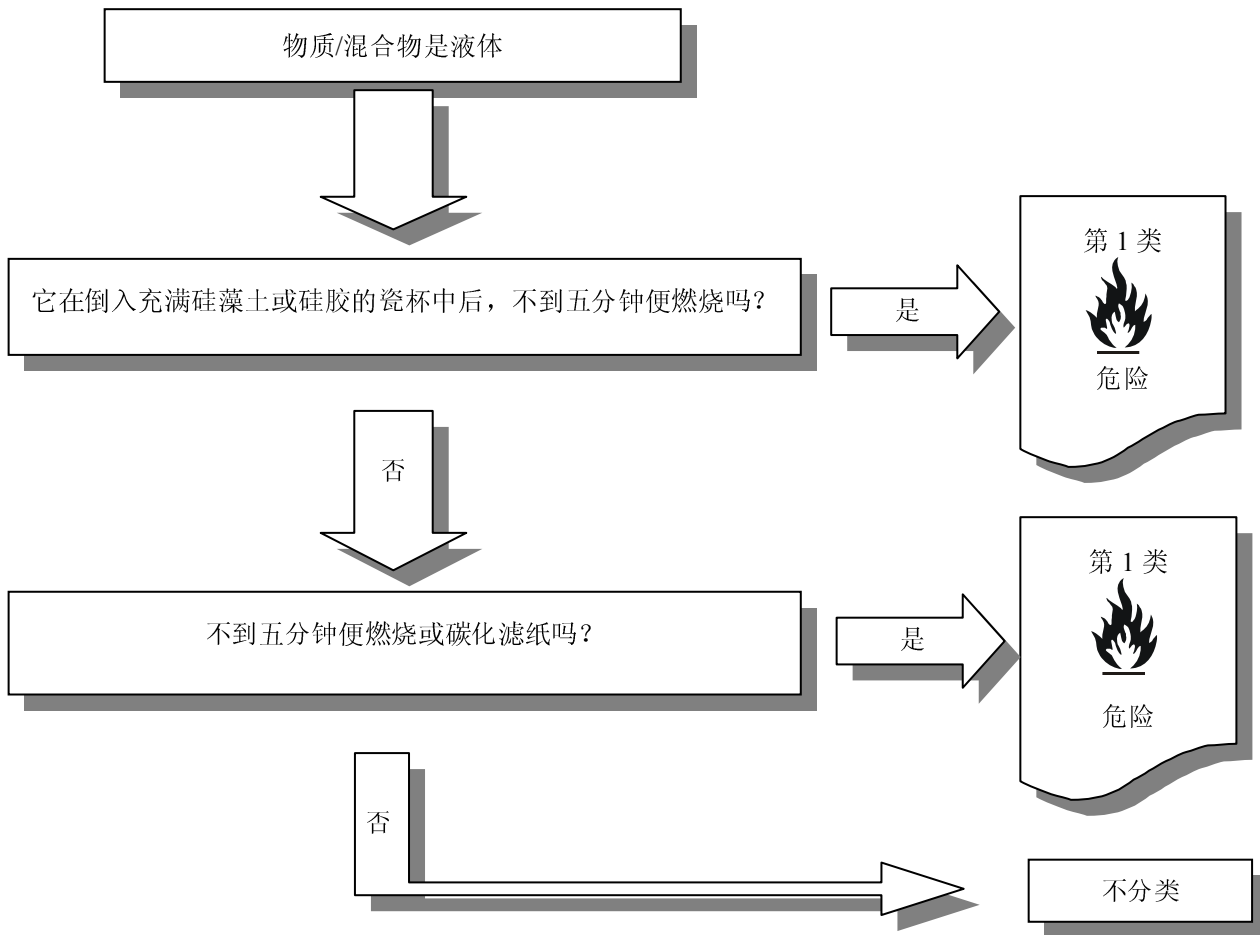 物质/混合物是液体
它在倒入充满硅藻土或硅胶的瓷杯中后，不到五分钟便燃烧吗?
是
第 1 类
危险
否
不到五分钟便燃烧或碳化滤纸吗?
是
第 1 类
危险
否
不分类